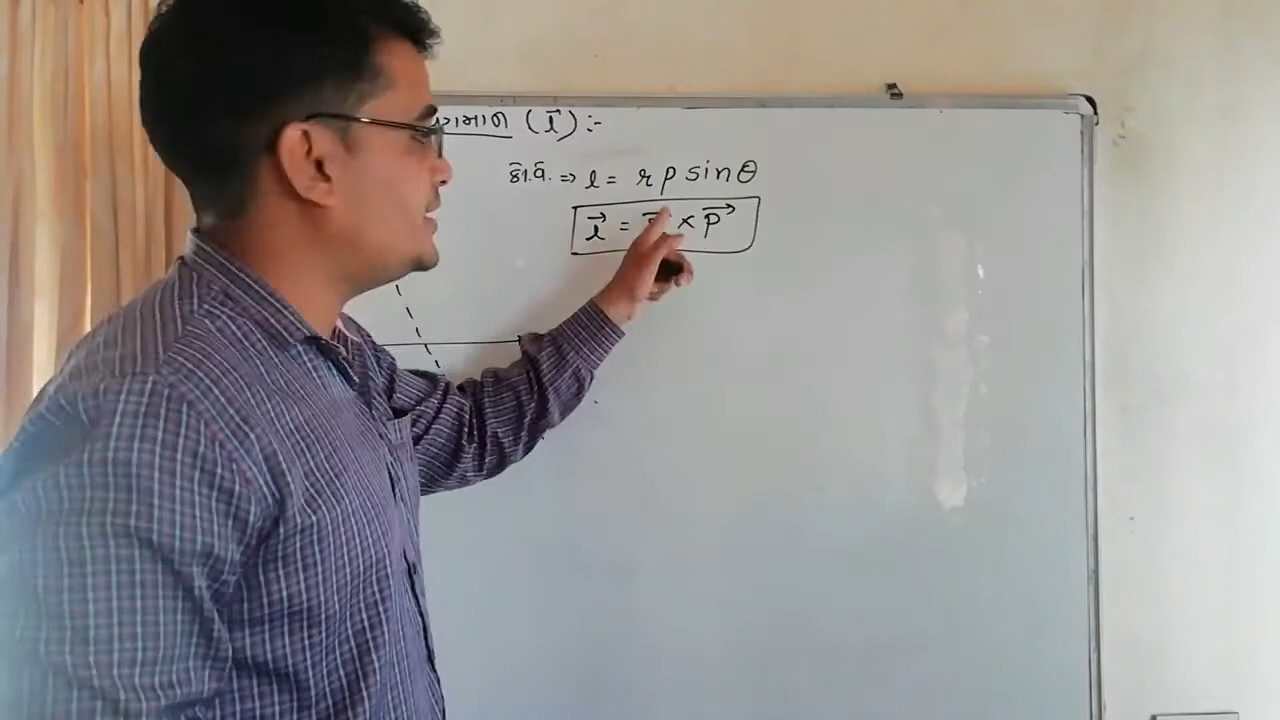 (l⃗) :-
કો.વે. => l = r p sinθ
l⃗ = r⃗ × p⃗